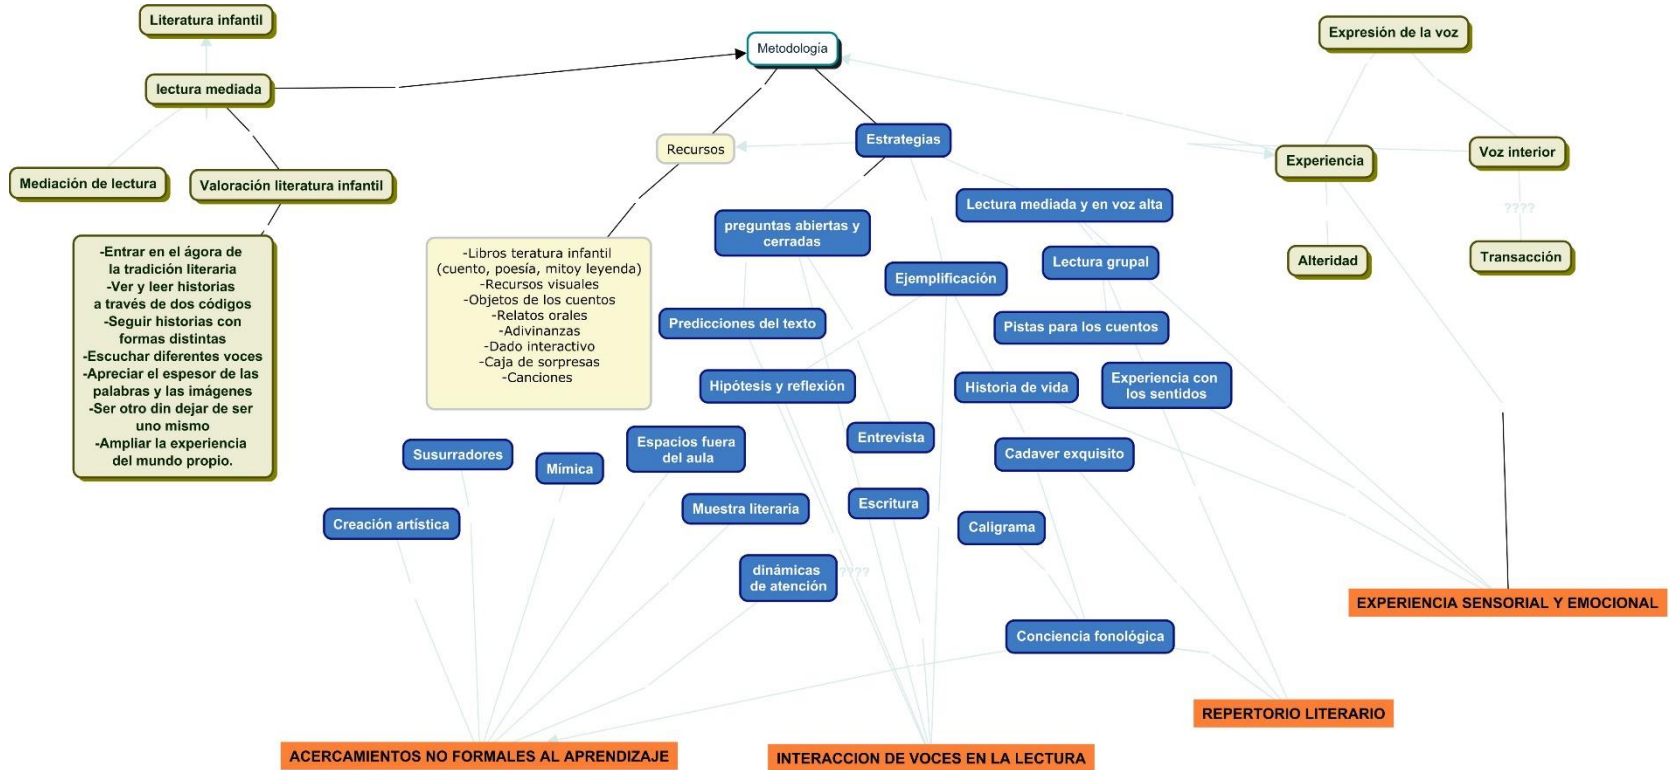 Literatura infantil
Metodología
Expresión de la voz
lectura mediada
Recursos
Estrategias
Experiencia
Voz interior
Mediación de lectura
Valoración literatura infantil
Lectura mediada y en voz alta
????
preguntas abiertas y
cerradas
-Entrar en el ágora de
la tradición literaria
-Ver y leer historias
a través de dos códigos
-Seguir historias con
formas distintas
-Escuchar diferentes voces
-Apreciar el espesor de las
palabras y las imágenes
-Ser otro din dejar de ser
uno mismo
-Ampliar la experiencia
del mundo propio.
-Libros teratura infantil
(cuento, poesía, mitoy leyenda)
-Recursos visuales
-Objetos de los cuentos
-Relatos orales
-Adivinanzas
-Dado interactivo
-Caja de sorpresas
-Canciones
Ejemplificación
Lectura grupal
Alteridad
Transacción
Predicciones del texto
Pistas para los cuentos
Hipótesis y reflexión
Historia de vida
Experiencia con
los sentidos
Susurradores
Mímica
Espacios fuera
del aula
Entrevista
Cadaver exquisito
Creación artística
Muestra literaria
Escritura
Caligrama
dinámicas
de atención
????
EXPERIENCIA SENSORIAL Y EMOCIONAL
Conciencia fonológica
REPERTORIO LITERARIO
ACERCAMIENTOS NO FORMALES AL APRENDIZAJE
INTERACCION DE VOCES EN LA LECTURA